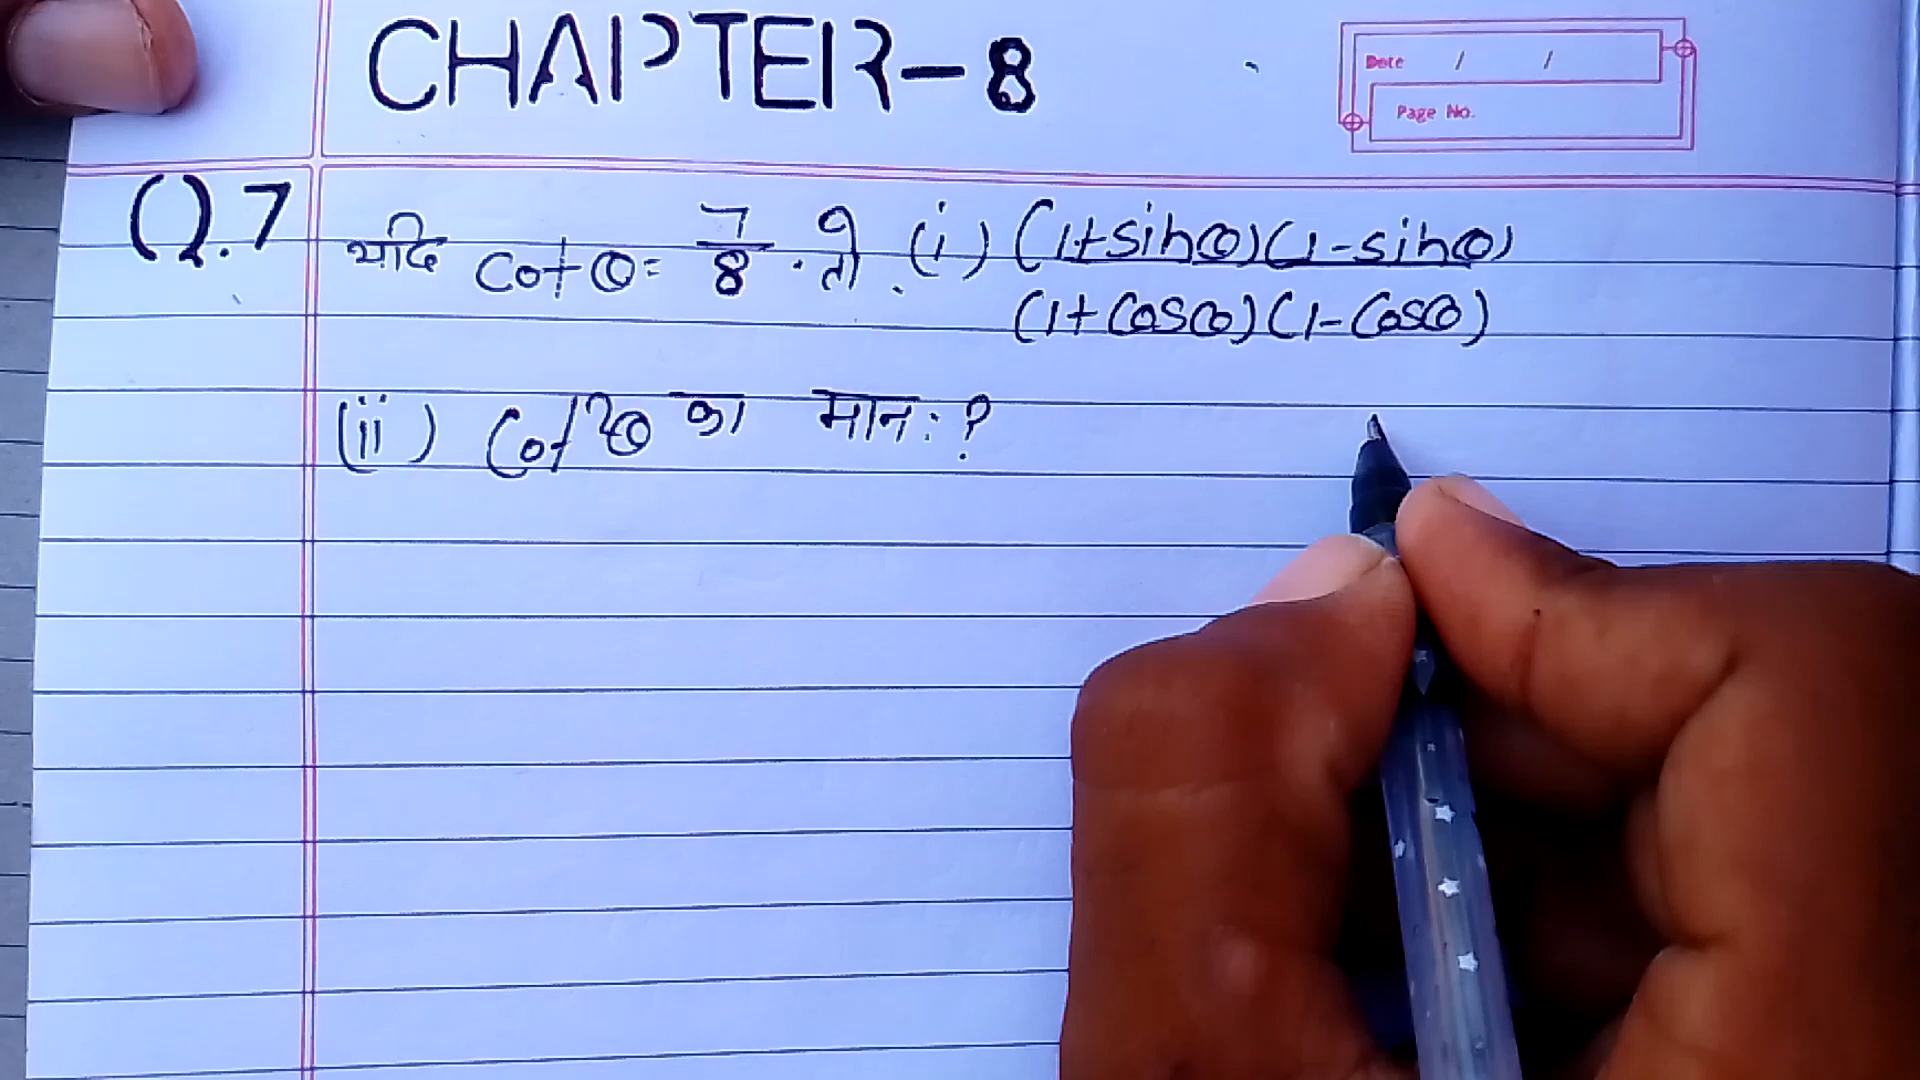 CHAPTER-8
Date / /
Page No.
Q.7 यदि Cot θ = 7/8 . तो . (i) (1+sinθ)(1-sinθ)
(1+Cosθ)(1-Cosθ)
(ii) Cot²θ का मान:?